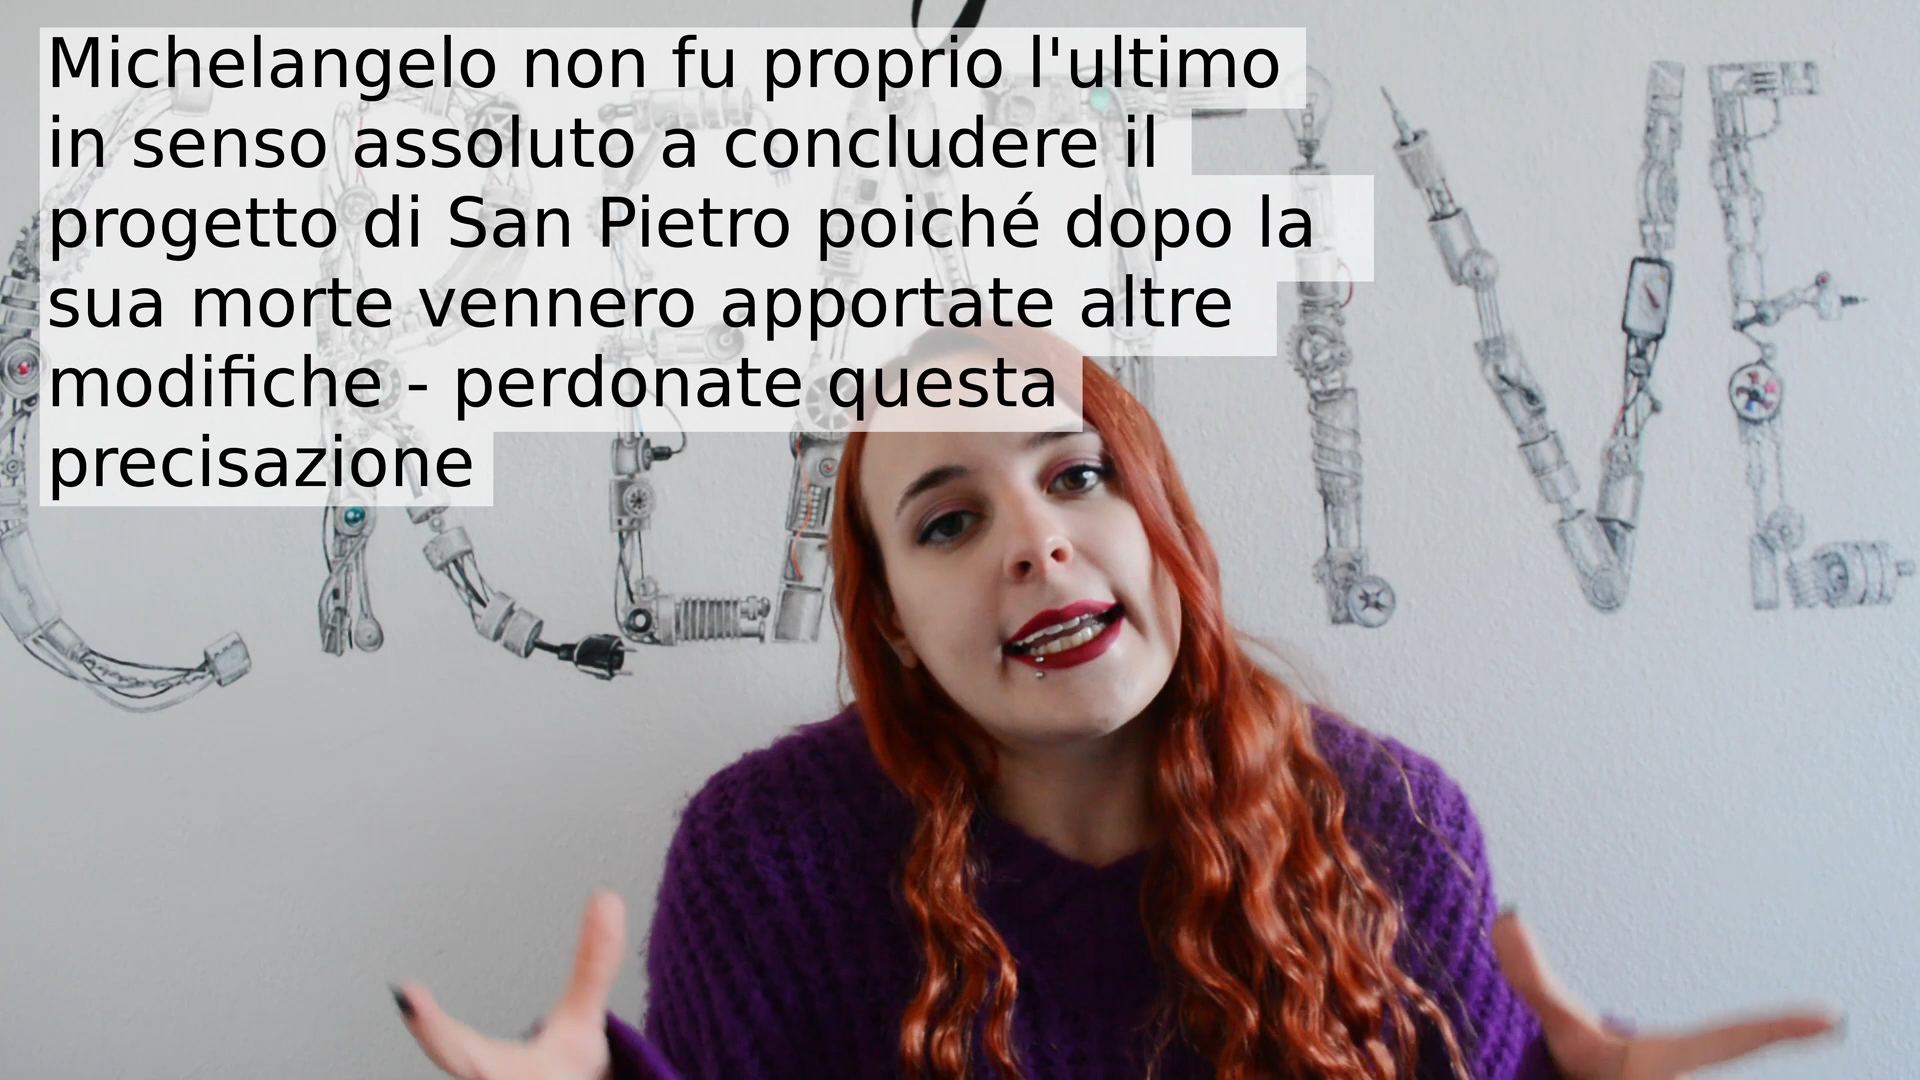 Michelangelo non fu proprio l'ultimo
in senso assoluto a concludere il
progetto di San Pietro poiché dopo la
sua morte vennero apportate altre
modifiche - perdonate questa
precisazione
CREATIVE